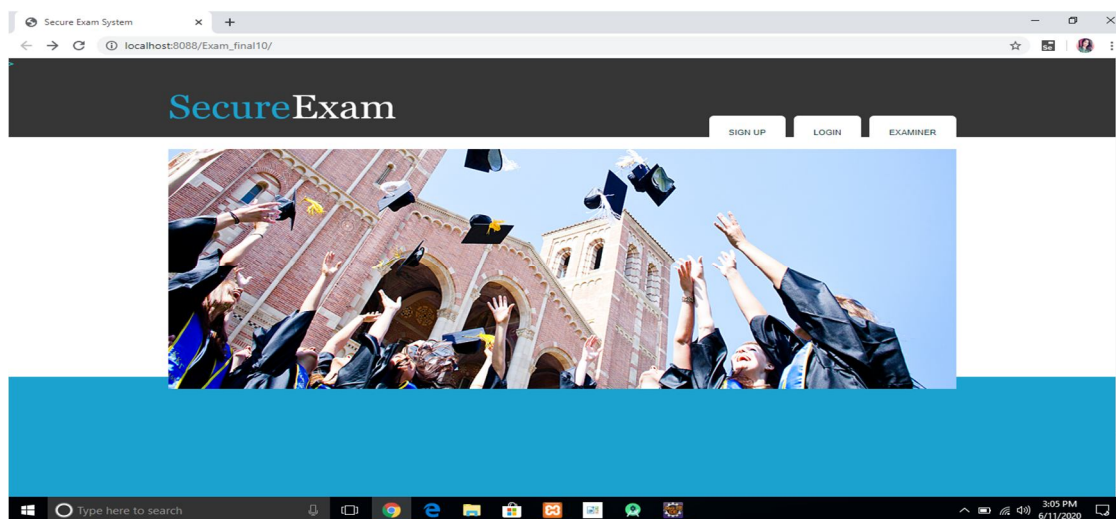 Secure Exam System
localhost:8088/Exam_final10/
Se
SecureExam
SIGN UP LOGIN EXAMINER
Type here to search
3:05 PM
6/11/2020